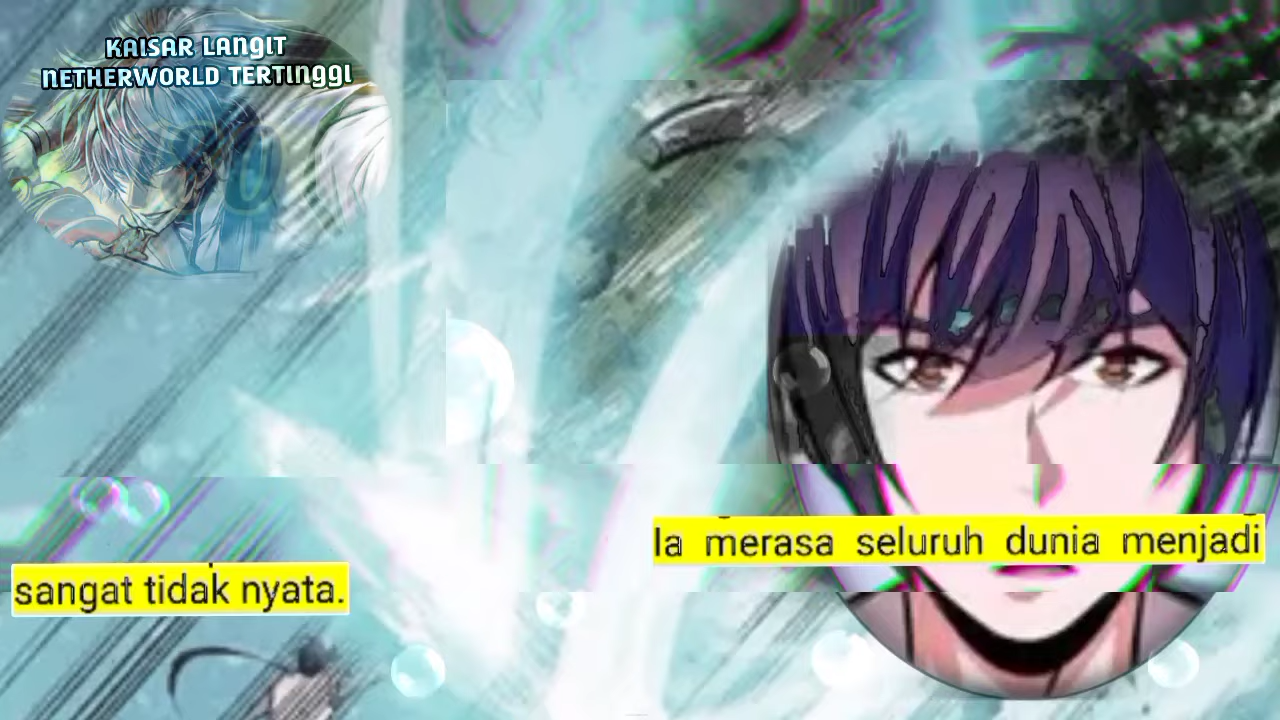 KAISAR LANGIT
NETHERWORLD TERTINGGI
Ia merasa seluruh dunia menjadi
sangat tidak nyata.